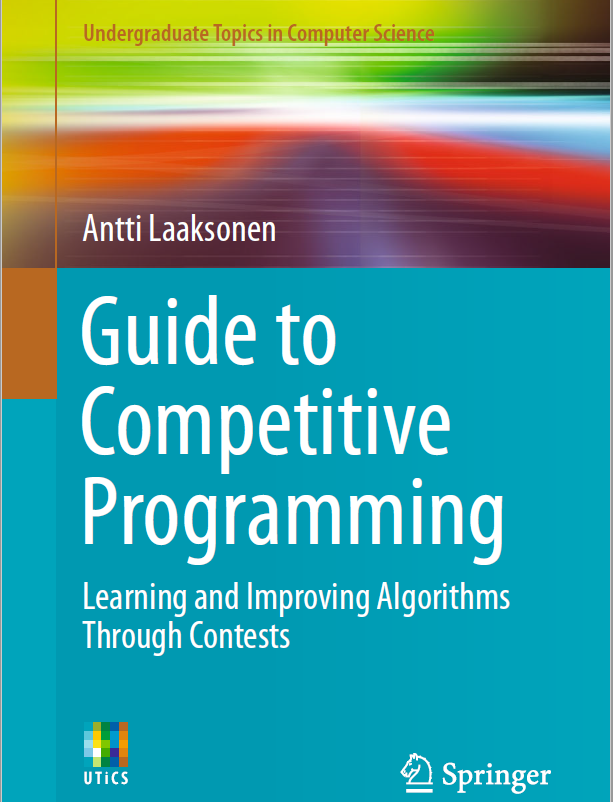 Undergraduate Topics in Computer Science
Antti Laaksonen
Guide to
Competitive
Programming
Learning and Improving Algorithms
Through Contests
UTiCS
Springer